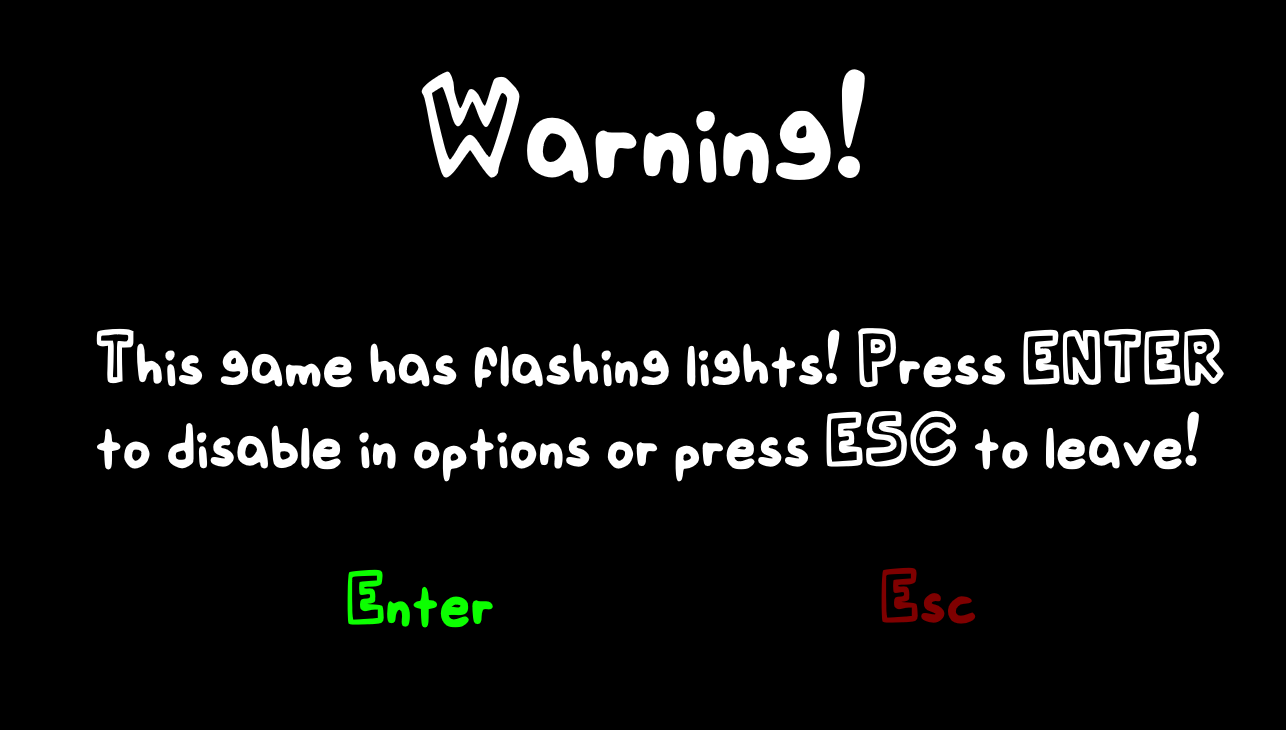 Warning!
This game has flashing lights! Press ENTER
to disable in options or press ESC to leave!
Enter
Esc